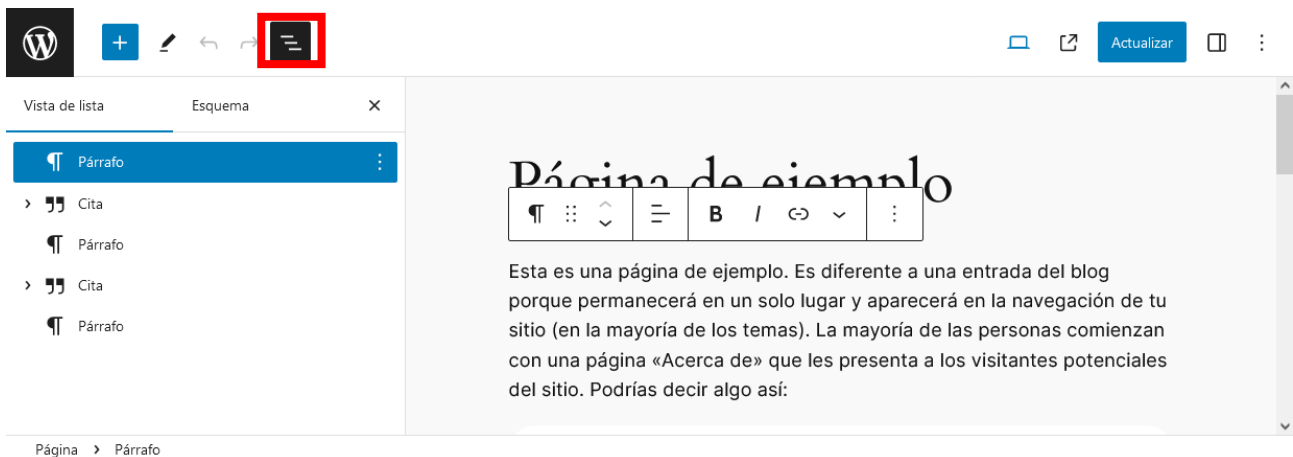 Actualizar
Vista de lista
Esquema
Párrafo
Cita
Párrafo
Cita
Párrafo
Página de ejemplo
B I
Esta es una página de ejemplo. Es diferente a una entrada del blog
porque permanecerá en un solo lugar y aparecerá en la navegación de tu
sitio (en la mayoría de los temas). La mayoría de las personas comienzan
con una página «Acerca de» que les presenta a los visitantes potenciales
del sitio. Podrías decir algo así:
Página > Párrafo